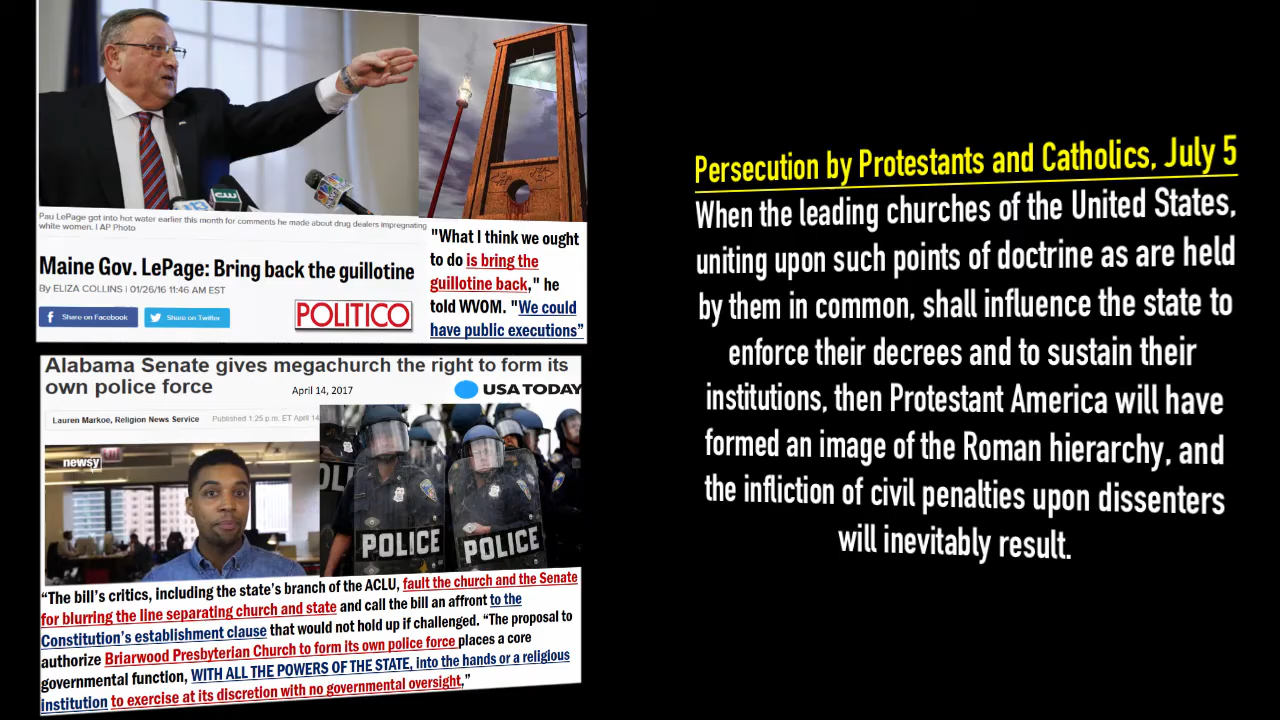 Pau LePage got into hot water earlier this month for comments he made about drug dealers impregnating
white women. | AP Photo
Maine Gov. LePage: Bring back the guillotine
By ELIZA COLLINS | 01/26/16 11:46 AM EST
Share on Facebook
Share on Twitter
POLITICO
"What I think we ought
to do is bring the
guillotine back," he
told WVOM. "We could
have public executions”
CW
Alabama Senate gives megachurch the right to form its
own police force
April 14, 2017
USA TODAY
Lauren Markoe, Religion News Service
Published 1:25 p.m. ET April 14
newsy
POLICE
POLICE
“The bill’s critics, including the state’s branch of the ACLU, fault the church and the Senate
for blurring the line separating church and state and call the bill an affront to the
Constitution’s establishment clause that would not hold up if challenged. “The proposal to
authorize Briarwood Presbyterian Church to form its own police force places a core
governmental function, WITH ALL THE POWERS OF THE STATE, into the hands or a religious
institution to exercise at its discretion with no governmental oversight,”
Persecution by Protestants and Catholics, July 5
When the leading churches of the United States,
uniting upon such points of doctrine as are held
by them in common, shall influence the state to
enforce their decrees and to sustain their
institutions, then Protestant America will have
formed an image of the Roman hierarchy, and
the infliction of civil penalties upon dissenters
will inevitably result.